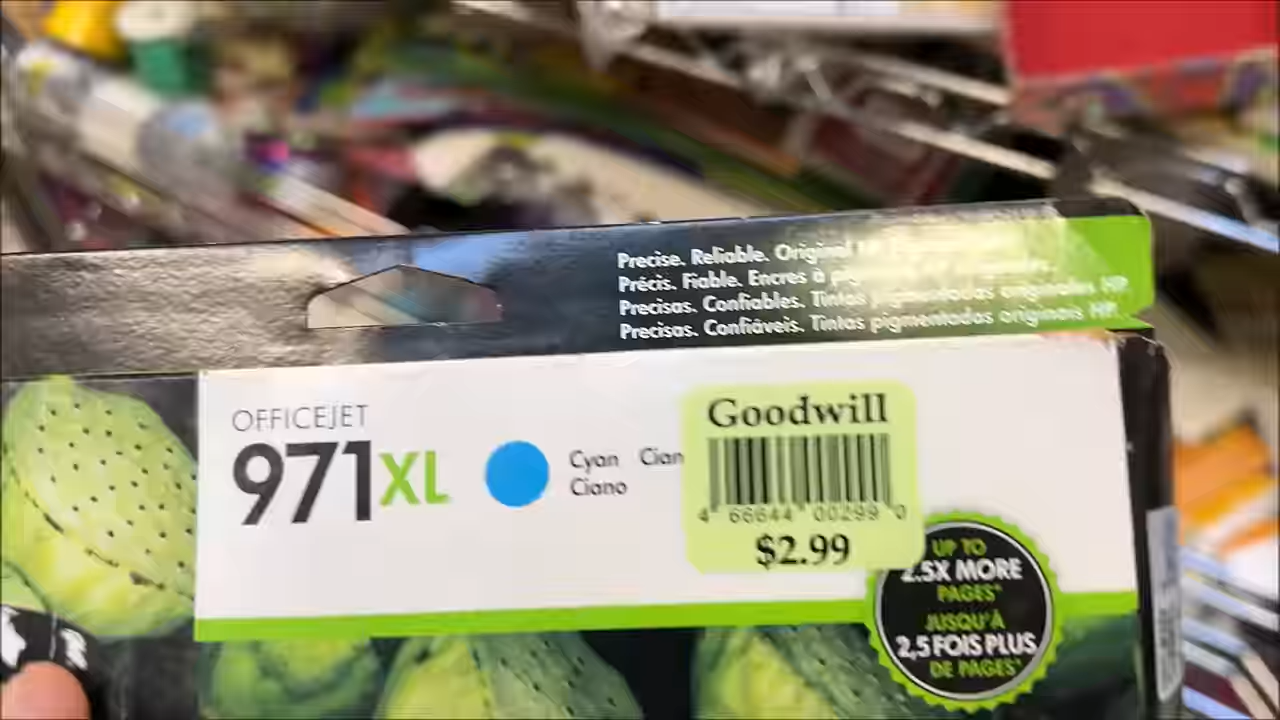 Precise. Reliable. Original
Précis. Fiable. Encres à
Precisas. Confiables. Tintas pigmentadas originales HP.
Precisas. Confiáveis. Tintas pigmentadas originais HP.
OFFICEJET
971XL
Cyan Cian
Ciano
Goodwill
4 66644 00299 0
$2.99
UP TO
2.5X MORE
PAGES*
JUSQU'À
2,5 FOIS PLUS
DE PAGES*